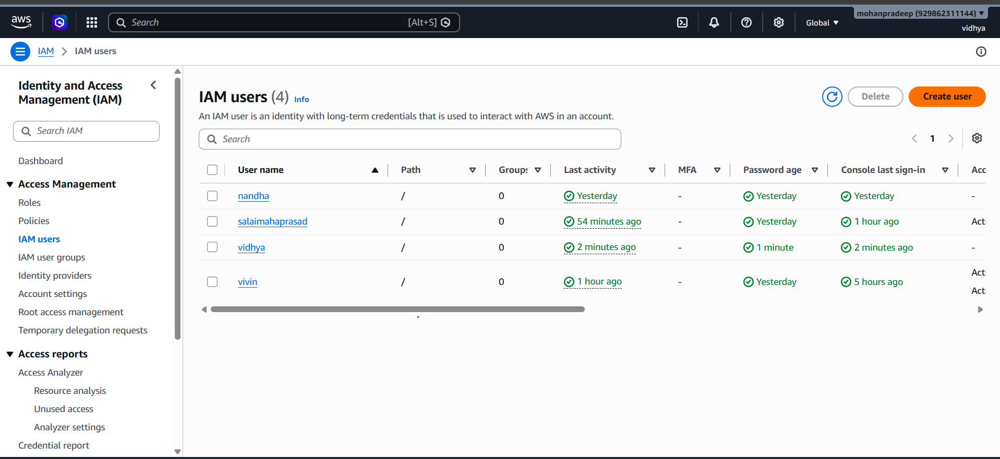 aws
Search [Alt+S]
Global
mohanpradeep (929862311144)
vidhya
IAM > IAM users
Identity and Access
Management (IAM)
Search IAM
Dashboard
Access Management
Roles
Policies
IAM users
IAM user groups
Identity providers
Account settings
Root access management
Temporary delegation requests
Access reports
Access Analyzer
Resource analysis
Unused access
Analyzer settings
Credential report
IAM users (4) Info
Delete
Create user
An IAM user is an identity with long-term credentials that is used to interact with AWS in an account.
Search
1
User name Path Groups Last activity MFA Password age Console last sign-in Acc
nandha / 0 Yesterday - Yesterday Yesterday -
salaimahaprasad / 0 54 minutes ago - Yesterday 1 hour ago Acti
vidhya / 0 2 minutes ago - 1 minute 2 minutes ago -
vivin / 0 1 hour ago - Yesterday 5 hours ago Acti
Acti